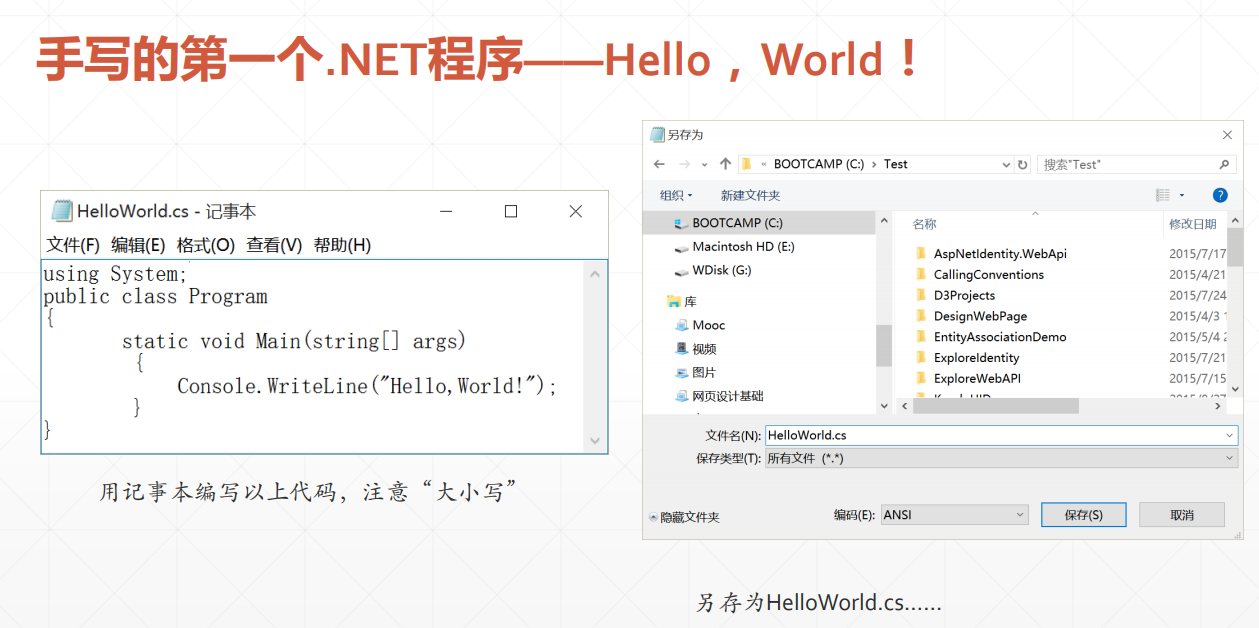 手写的第一个.NET程序——Hello，World！
HelloWorld.cs - 记事本
文件(F) 编辑(E) 格式(O) 查看(V) 帮助(H)
using System;
public class Program
{
static void Main(string[] args)
{
Console.WriteLine("Hello,World!");
}
}
用记事本编写以上代码，注意“大小写”
另存为
« BOOTCAMP (C:) › Test
搜索"Test"
组织 新建文件夹
BOOTCAMP (C:)
Macintosh HD (E:)
WDisk (G:)
库
Mooc
视频
图片
网页设计基础
名称 修改日期
AspNetIdentity.WebApi 2015/7/17
CallingConventions 2015/4/21
D3Projects 2015/7/24
DesignWebPage 2015/4/3 1
EntityAssociationDemo 2015/5/4 2
ExploreIdentity 2015/7/21
ExploreWebAPI 2015/7/15
文件名(N): HelloWorld.cs
保存类型(T): 所有文件 (*.*)
隐藏文件夹 编码(E): ANSI 保存(S) 取消
另存为HelloWorld.cs……